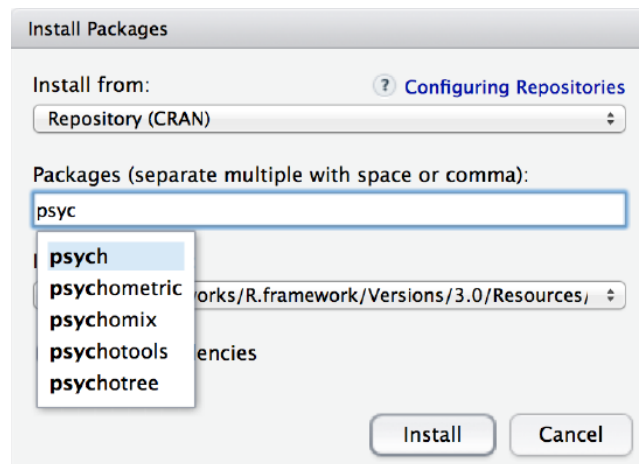 Install Packages
Install from:
? Configuring Repositories
Repository (CRAN)
Packages (separate multiple with space or comma):
psyc
psych
psychometric
orks/R.framework/Versions/3.0/Resources/
psychomix
psychotools
encies
psychotree
Install
Cancel